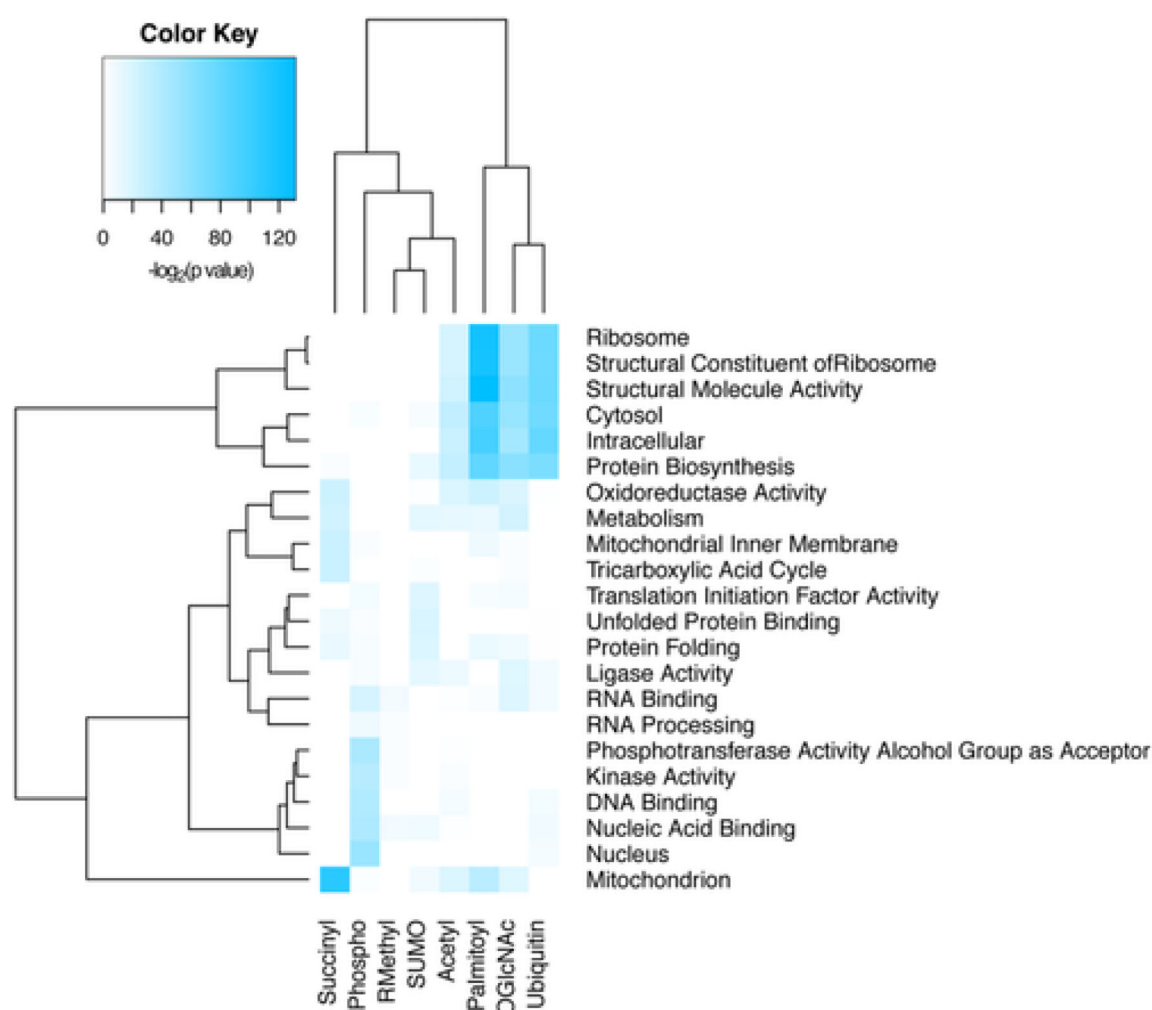 Color Key
0 40 80 120
-log2(p value)
Ribosome
Structural Constituent ofRibosome
Structural Molecule Activity
Cytosol
Intracellular
Protein Biosynthesis
Oxidoreductase Activity
Metabolism
Mitochondrial Inner Membrane
Tricarboxylic Acid Cycle
Translation Initiation Factor Activity
Unfolded Protein Binding
Protein Folding
Ligase Activity
RNA Binding
RNA Processing
Phosphotransferase Activity Alcohol Group as Acceptor
Kinase Activity
DNA Binding
Nucleic Acid Binding
Nucleus
Mitochondrion
Succinyl
Phospho
RMethyl
SUMO
Acetyl
Palmitoyl
OGlcNAc
Ubiquitin